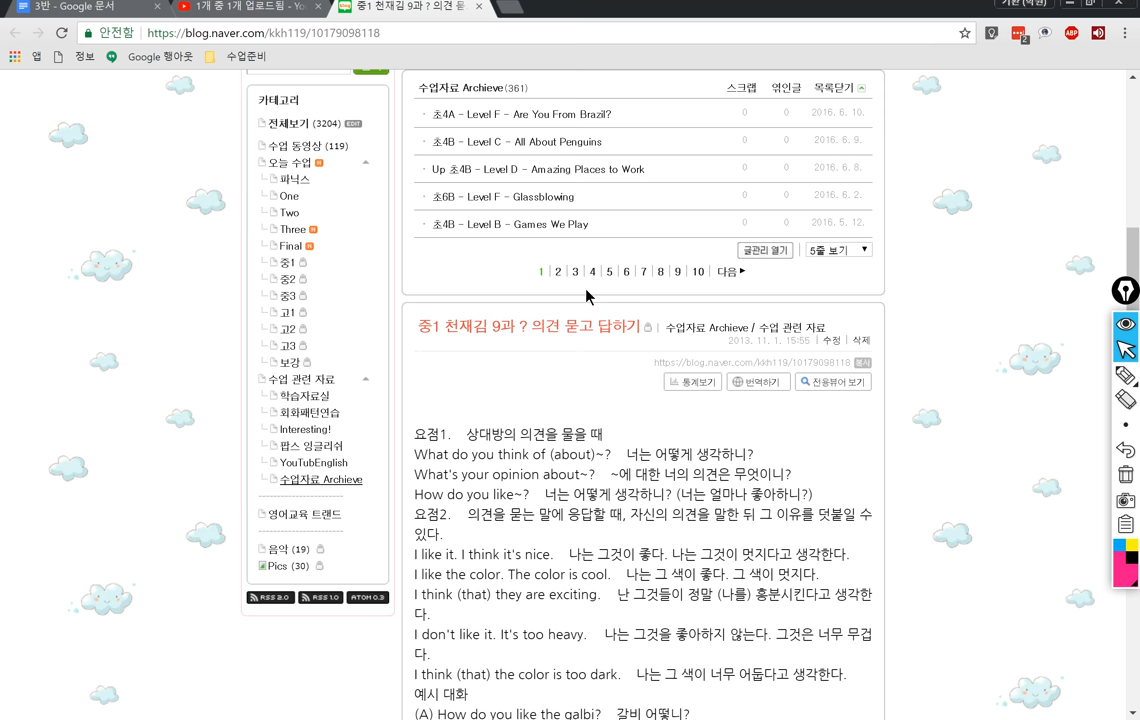 3반 - Google 문서
1개 중 1개 업로드됨 - Yo
중1 천재김 9과 ? 의견 묻
안전함
https://blog.naver.com/kkh119/10179098118
앱
정보
Google 행아웃
수업준비
카테고리
전체보기 (3204) EDIT
수업 동영상 (119)
오늘 수업
파닉스
One
Two
Three
Final
중1
중2
중3
고1
고2
고3
보강
수업 관련 자료
학습자료실
회화패턴연습
Interesting!
팝스 잉글리쉬
YouTubEnglish
수업자료 Archieve
영어교육 트랜드
음악 (19)
Pics (30)
RSS 2.0
RSS 1.0
ATOM 0.3
수업자료 Archieve(361) 스크랩 엮인글 목록닫기
초4A - Level F - Are You From Brazil? 0 0 2016. 6. 10.
초4B - Level C - All About Penguins 0 0 2016. 6. 9.
Up 초4B - Level D - Amazing Places to Work 0 0 2016. 6. 8.
초6B - Level F - Glassblowing 0 0 2016. 6. 2.
초4B - Level B - Games We Play 0 0 2016. 5. 12.
글관리 열기 5줄 보기
1 2 3 4 5 6 7 8 9 10 다음
중1 천재김 9과 ? 의견 묻고 답하기 | 수업자료 Archieve / 수업 관련 자료
2013. 11. 1. 15:55 | 수정 | 삭제
https://blog.naver.com/kkh119/10179098118 복사
통계보기 번역하기 전용뷰어 보기
요점1. 상대방의 의견을 물을 때
What do you think of (about)~? 너는 어떻게 생각하니?
What's your opinion about~? ~에 대한 너의 의견은 무엇이니?
How do you like~? 너는 어떻게 생각하니? (너는 얼마나 좋아하니?)
요점2. 의견을 묻는 말에 응답할 때, 자신의 의견을 말한 뒤 그 이유를 덧붙일 수
있다.
I like it. I think it's nice. 나는 그것이 좋다. 나는 그것이 멋지다고 생각한다.
I like the color. The color is cool. 나는 그 색이 좋다. 그 색이 멋지다.
I think (that) they are exciting. 난 그것들이 정말 (나를) 흥분시킨다고 생각한
다.
I don't like it. It's too heavy. 나는 그것을 좋아하지 않는다. 그것은 너무 무겁
다.
I think (that) the color is too dark. 나는 그 색이 너무 어둡다고 생각한다.
예시 대화
(A) How do you like the galbi? 갈비 어떻니?